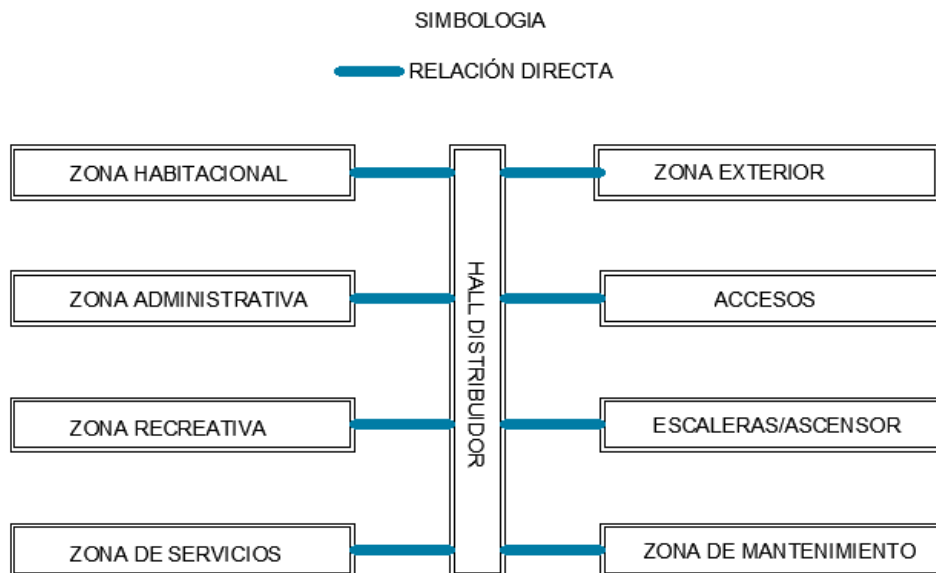 SIMBOLOGIA
RELACIÓN DIRECTA
ZONA HABITACIONAL
ZONA EXTERIOR
ZONA ADMINISTRATIVA
ACCESOS
HALL DISTRIBUIDOR
ZONA RECREATIVA
ESCALERAS/ASCENSOR
ZONA DE SERVICIOS
ZONA DE MANTENIMIENTO